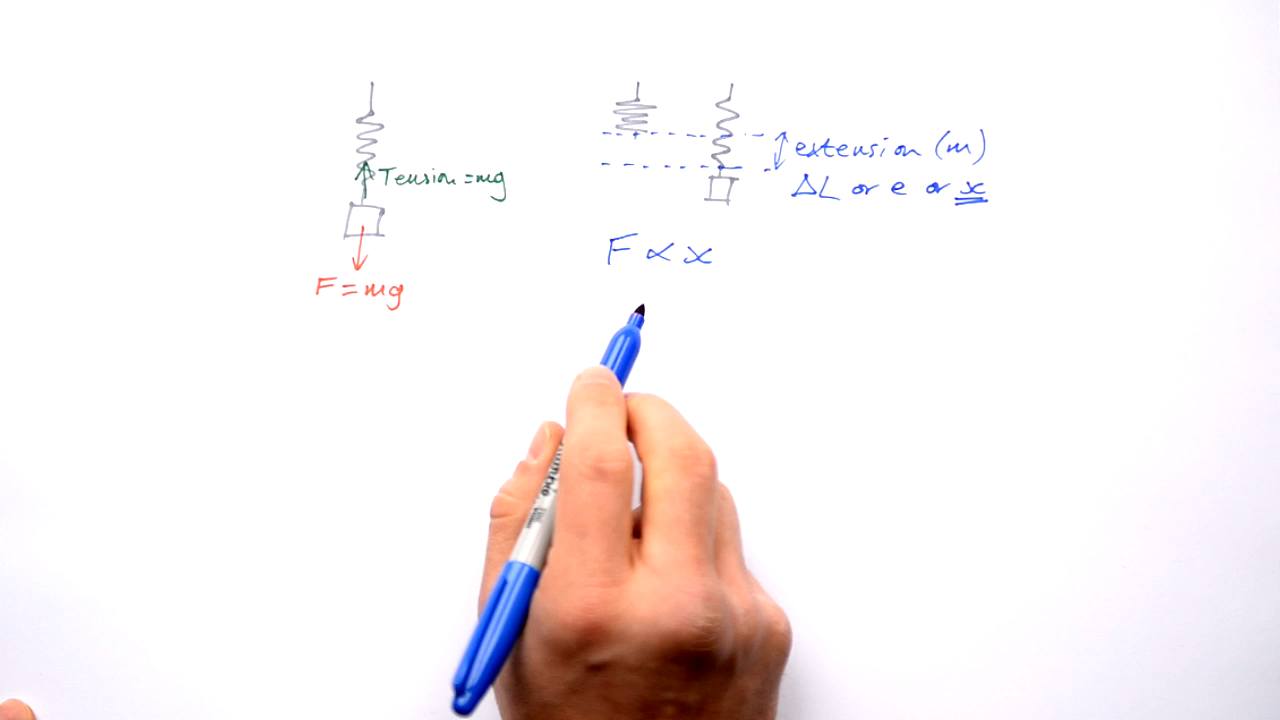 Tension = mg
F = mg
extension (m)
ΔL or e or x
F ∝ x